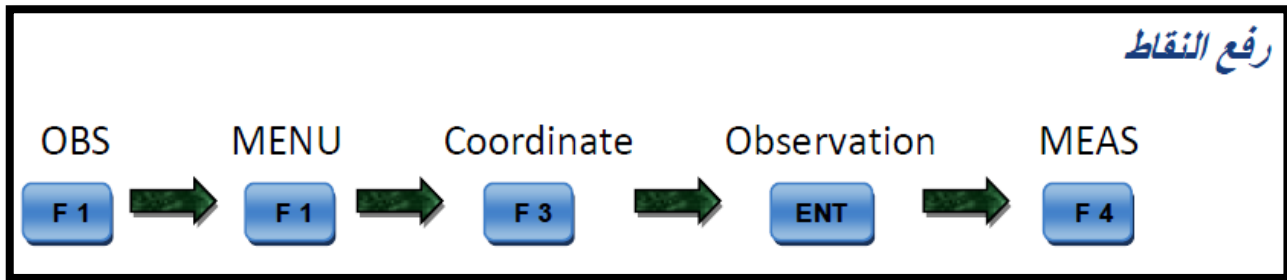 رفع النقاط
OBS MENU Coordinate Observation MEAS
F 1 F 1 F 3 ENT F 4